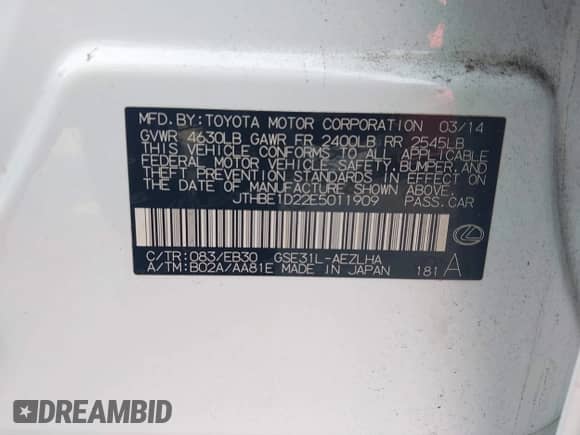 MFD. BY: TOYOTA MOTOR CORPORATION 03/14
GVWR 4630LB GAWR FR 2400LB RR 2545LB
THIS VEHICLE CONFORMS TO ALL APPLICABLE
FEDERAL MOTOR VEHICLE SAFETY, BUMPER, AND
THEFT PREVENTION STANDARDS IN EFFECT ON
THE DATE OF MANUFACTURE SHOWN ABOVE.
JTHBE1D22E5011909 PASS. CAR
C/TR: 083/EB30 GSE31L-AEZLHA
A/TM: B02A/AA81E MADE IN JAPAN 181 A
DREAMBID